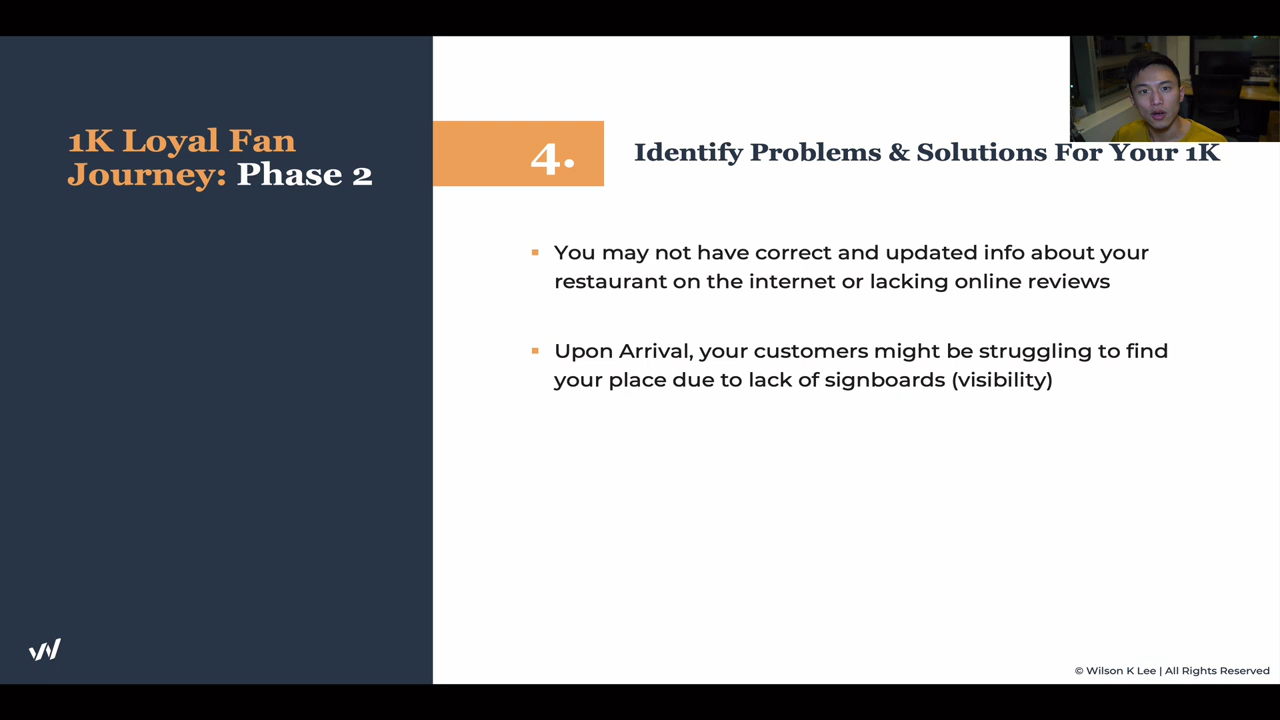 1K Loyal Fan
Journey: Phase 2
4.
Identify Problems & Solutions For Your 1K
You may not have correct and updated info about your
restaurant on the internet or lacking online reviews
Upon Arrival, your customers might be struggling to find
your place due to lack of signboards (visibility)
© Wilson K Lee | All Rights Reserved